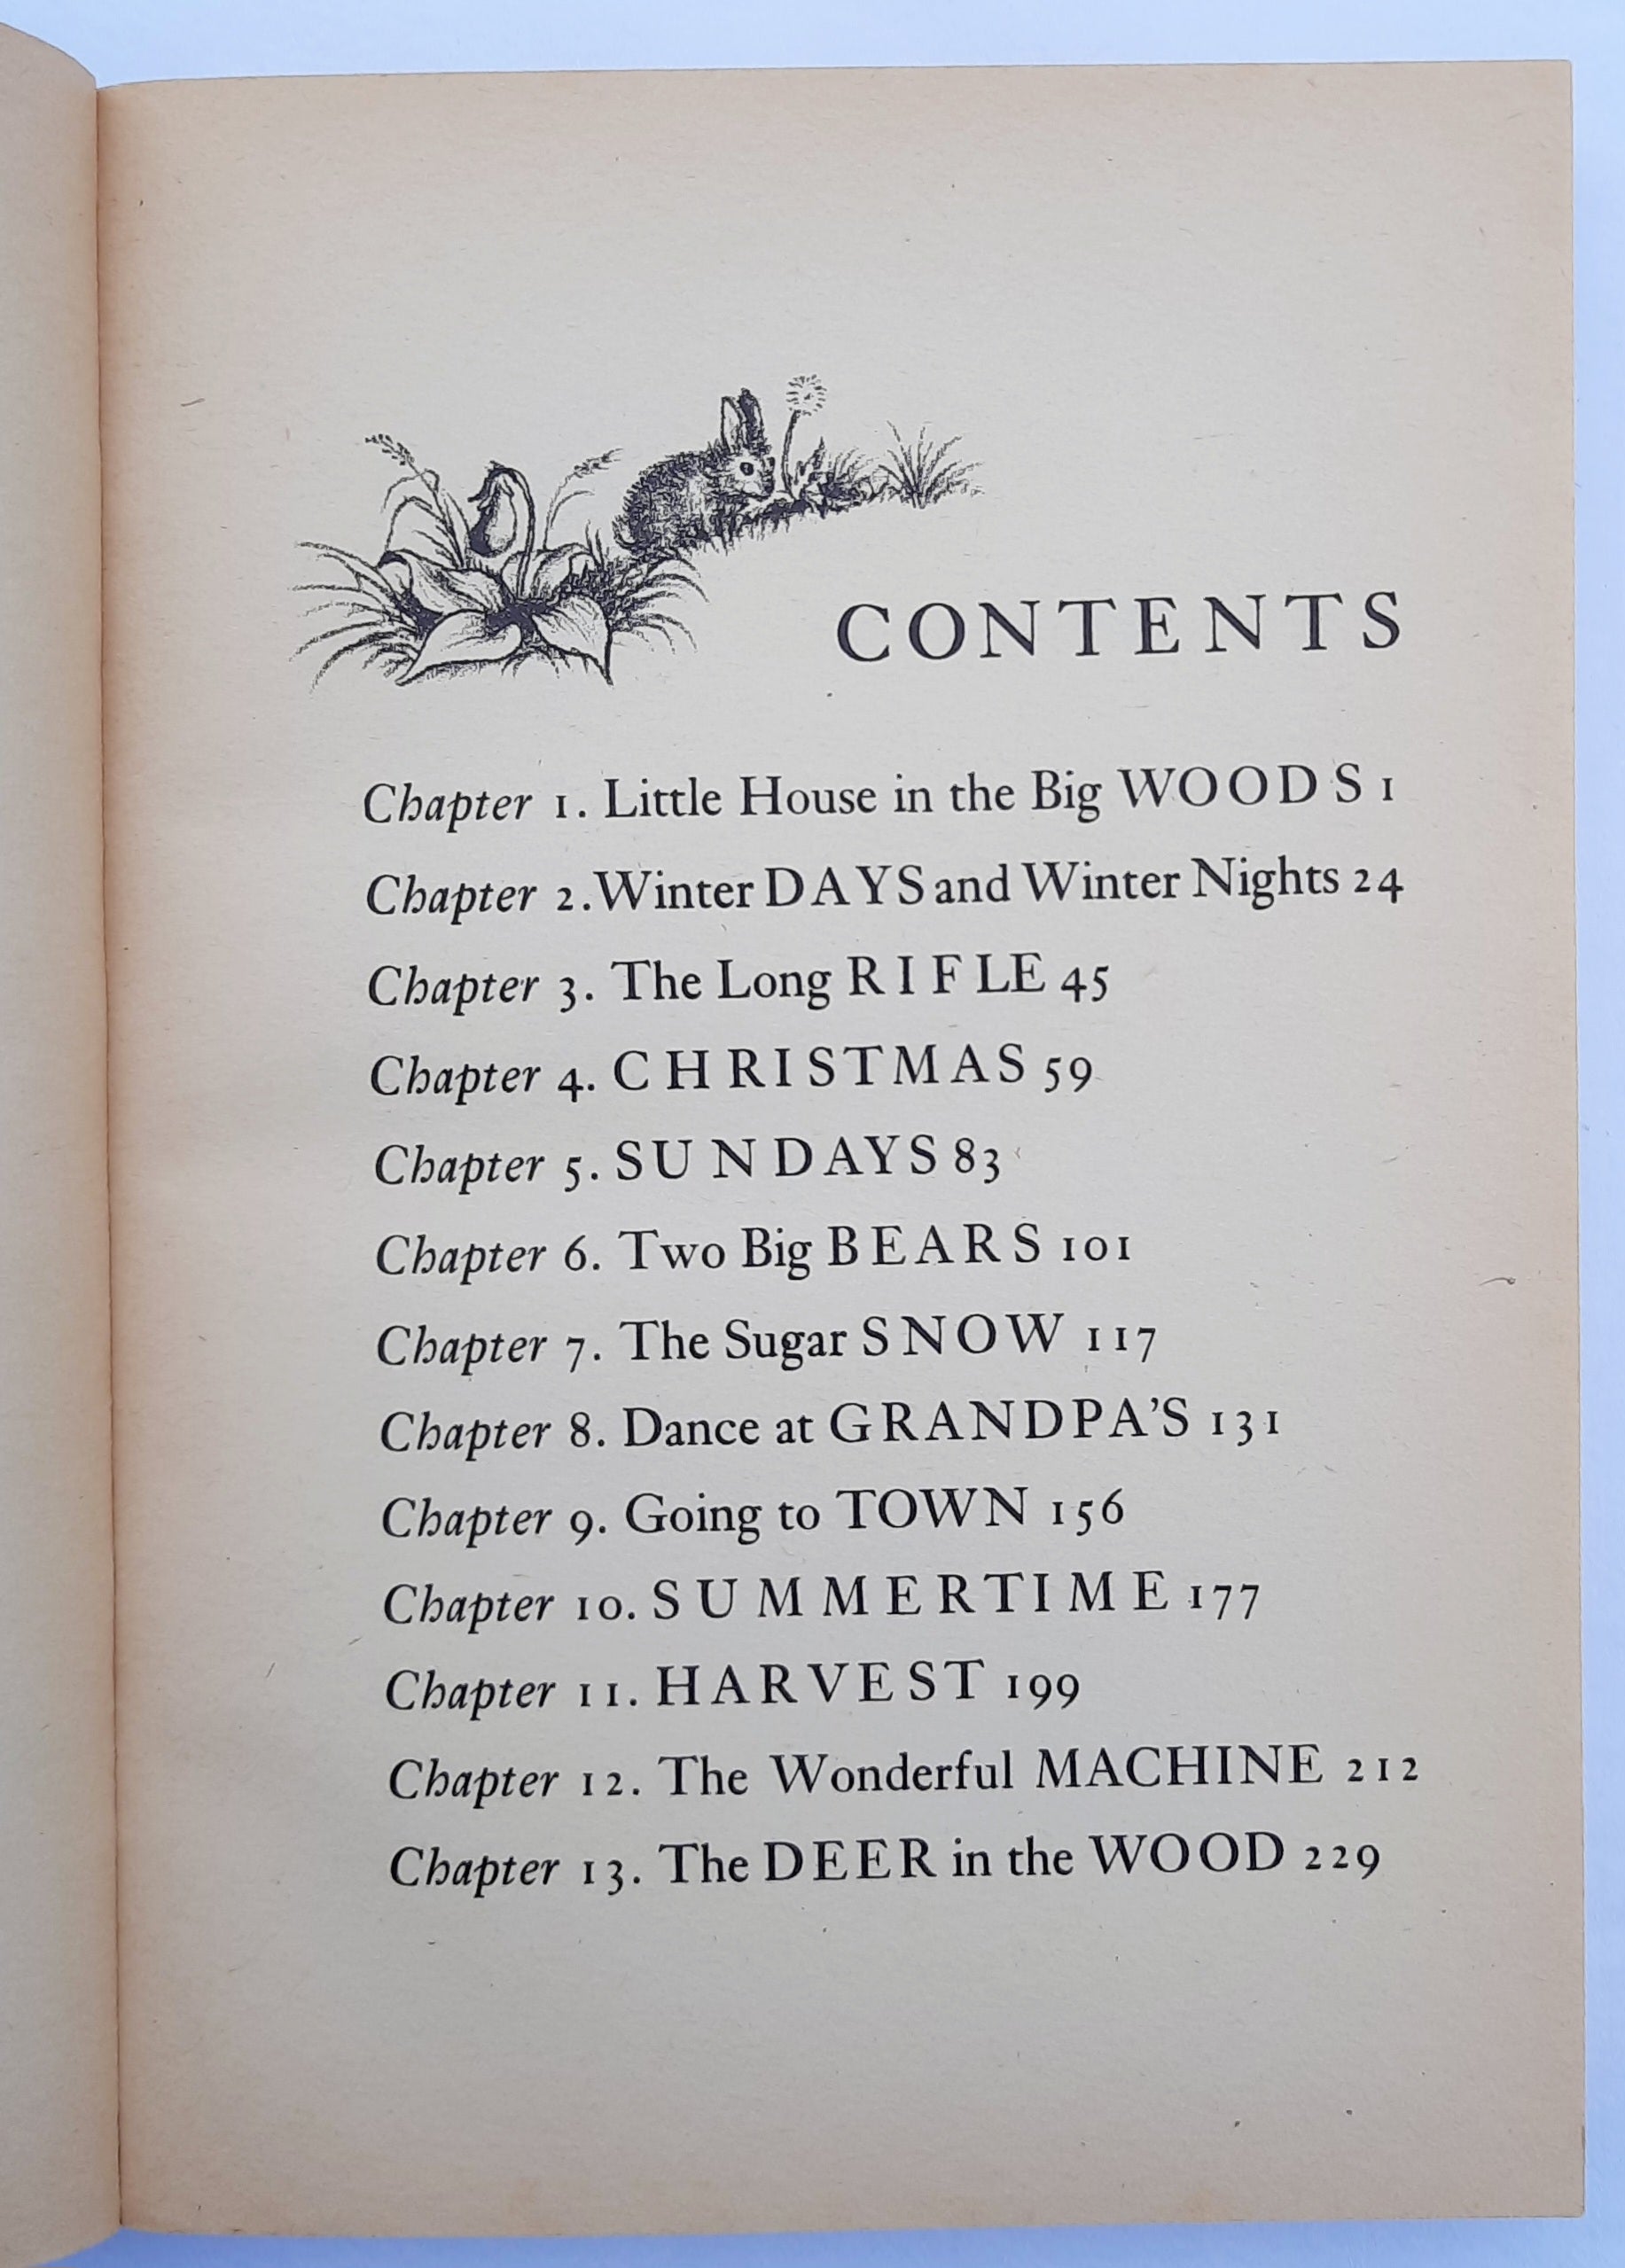 CONTENTS
Chapter 1. Little House in the Big WOODS 1
Chapter 2. Winter DAYS and Winter Nights 24
Chapter 3. The Long RIFLE 45
Chapter 4. CHRISTMAS 59
Chapter 5. SUNDAYS 83
Chapter 6. Two Big BEARS 101
Chapter 7. The Sugar SNOW 117
Chapter 8. Dance at GRANDPA'S 131
Chapter 9. Going to TOWN 156
Chapter 10. SUMMERTIME 177
Chapter 11. HARVEST 199
Chapter 12. The Wonderful MACHINE 212
Chapter 13. The DEER in the WOOD 229